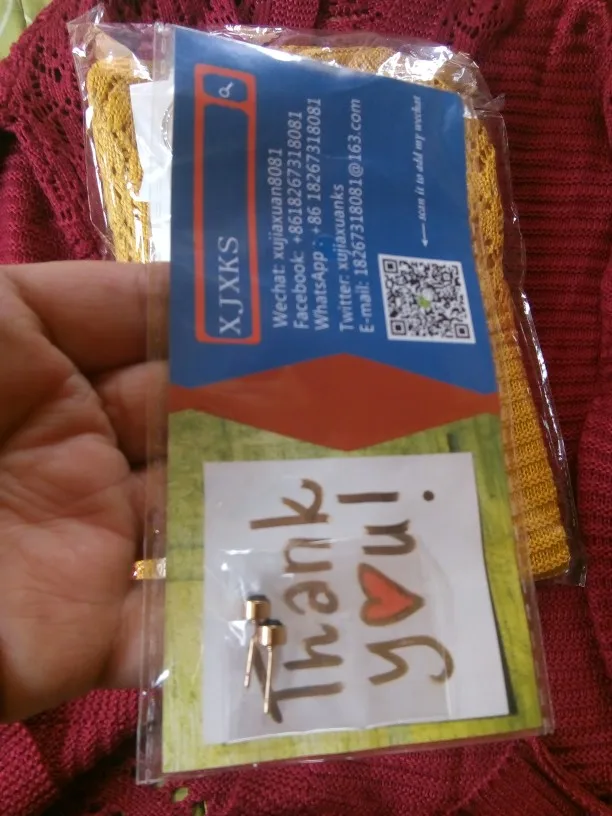 XJXKS
Wechat: xujiaxuan8081
Facebook: +8618267318081
WhatsApp : +86 18267318081
Twitter: xujiaxuanks
E-mail: 18267318081@163.com
scan it to add my wechat
Thank
you!